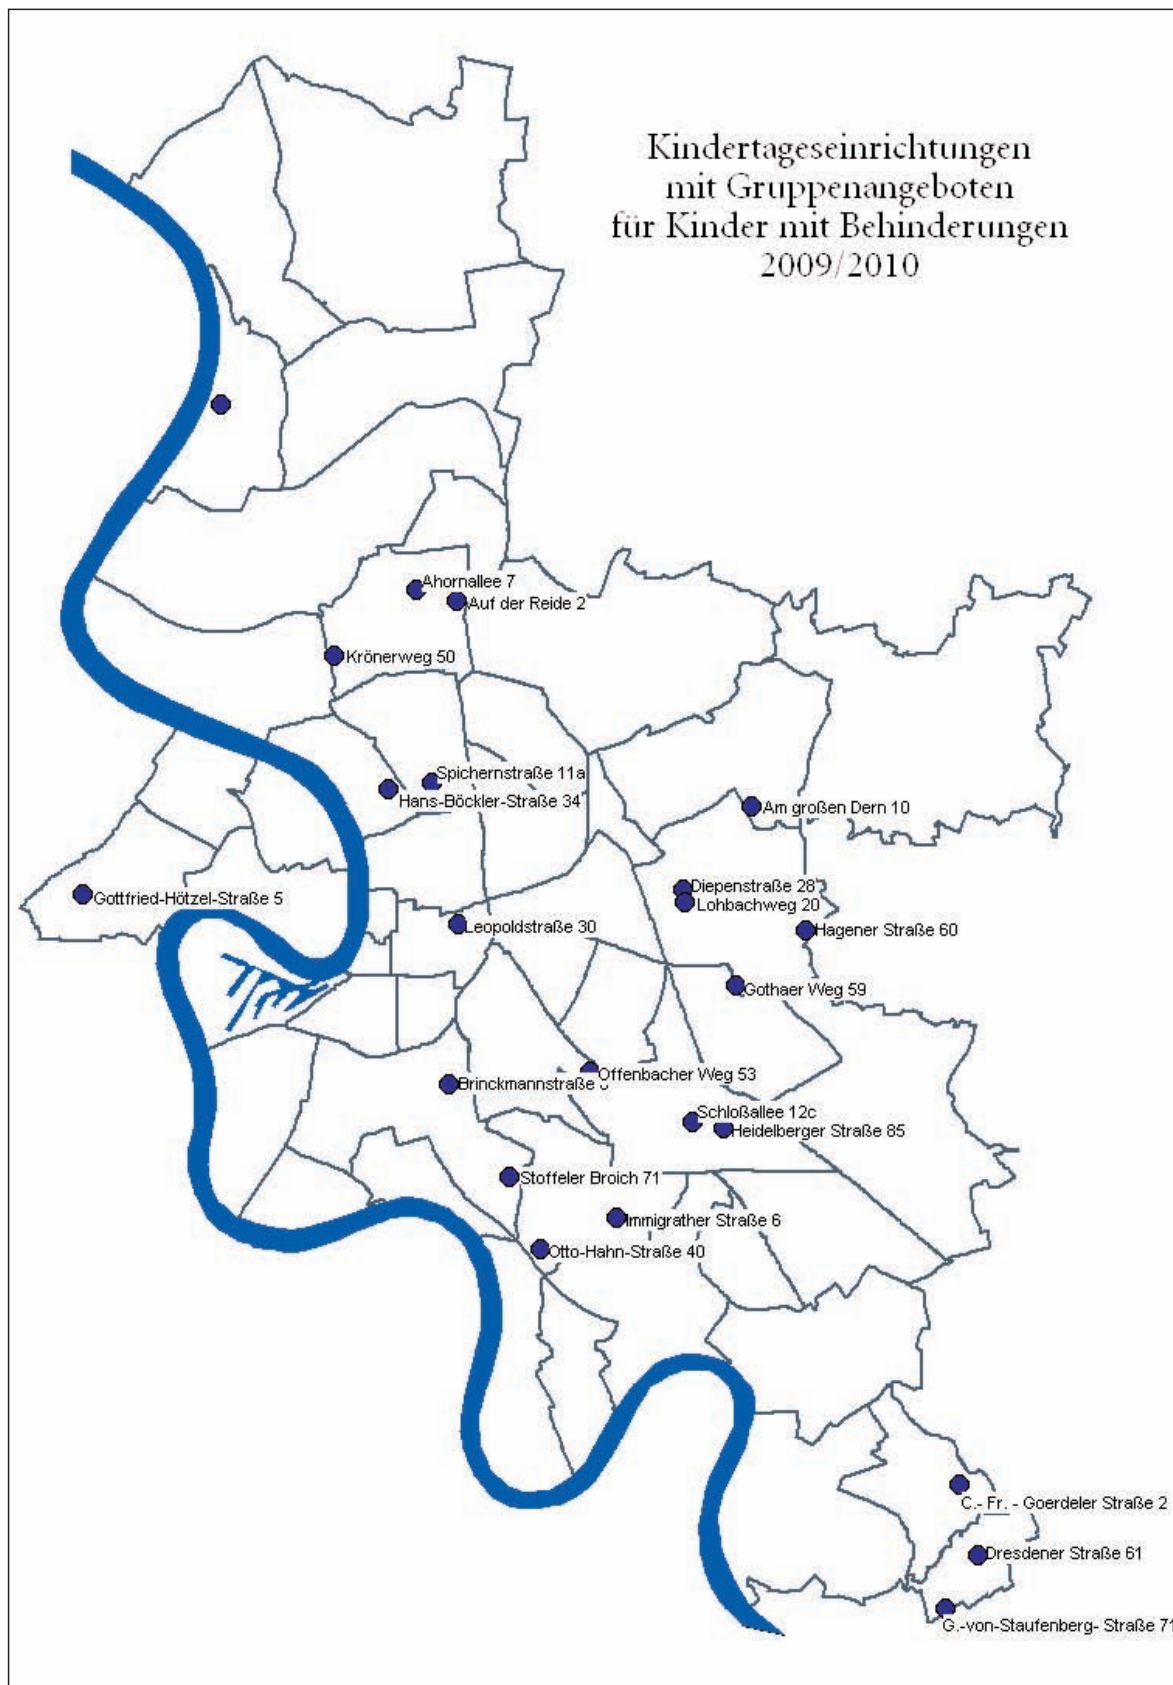 Kindertageseinrichtungen
mit Gruppenangeboten
für Kinder mit Behinderungen
2009/2010
Ahornallee 7
Auf der Reide 2
Krönerweg 50
Spichernstraße 11a
Hans-Böckler-Straße 34
Am großen Dern 10
Gottfried-Hötzel-Straße 5
Diepenstraße 28
Lohbachweg 20
Leopoldstraße 30
Hagener Straße 60
Gothaer Weg 59
Offenbacher Weg 53
Brinckmannstraße
Schloßallee 12c
Heidelberger Straße 85
Stoffeler Broich 71
Immigrather Straße 6
Otto-Hahn-Straße 40
C.- Fr. - Goerdeler Straße 2
Dresdener Straße 61
G.-von-Staufenberg- Straße 71